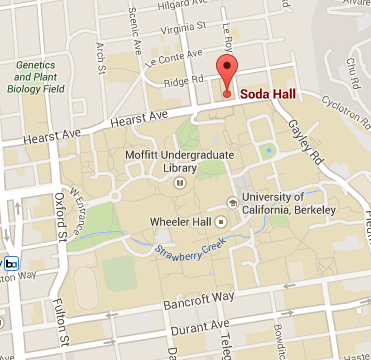 Hilgard
Virginia St
Le Roy
Scenic Ave
Arch St
Le Conte Ave
Genetics
and Plant
Biology Field
Ridge Rd
Soda Hall
Chu Rd
Cyclotron Rd
Hearst Ave
Hearst Ave
Gayley Rd
Moffitt Undergraduate
Library
W Entrance
Oxford St
University of
California, Berkeley
Wheeler Hall
Strawberry Creek
Bancroft Way
Fulton St
Durant Ave